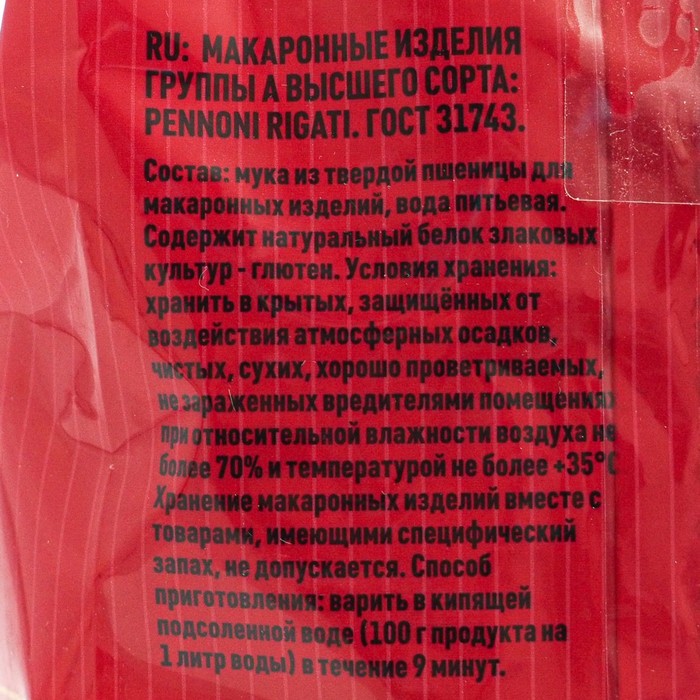 RU: МАКАРОННЫЕ ИЗДЕЛИЯ
ГРУППЫ А ВЫСШЕГО СОРТА:
PENNONI RIGATI. ГОСТ 31743.
Состав: мука из твердой пшеницы для
макаронных изделий, вода питьевая.
Содержит натуральный белок злаковых
культур - глютен. Условия хранения:
хранить в крытых, защищённых от
воздействия атмосферных осадков,
чистых, сухих, хорошо проветриваемых,
не зараженных вредителями помещениях
при относительной влажности воздуха не
более 70% и температурой не более +35°C
Хранение макаронных изделий вместе с
товарами, имеющими специфический
запах, не допускается. Способ
приготовления: варить в кипящей
подсоленной воде (100 г продукта на
1 литр воды) в течение 9 минут.